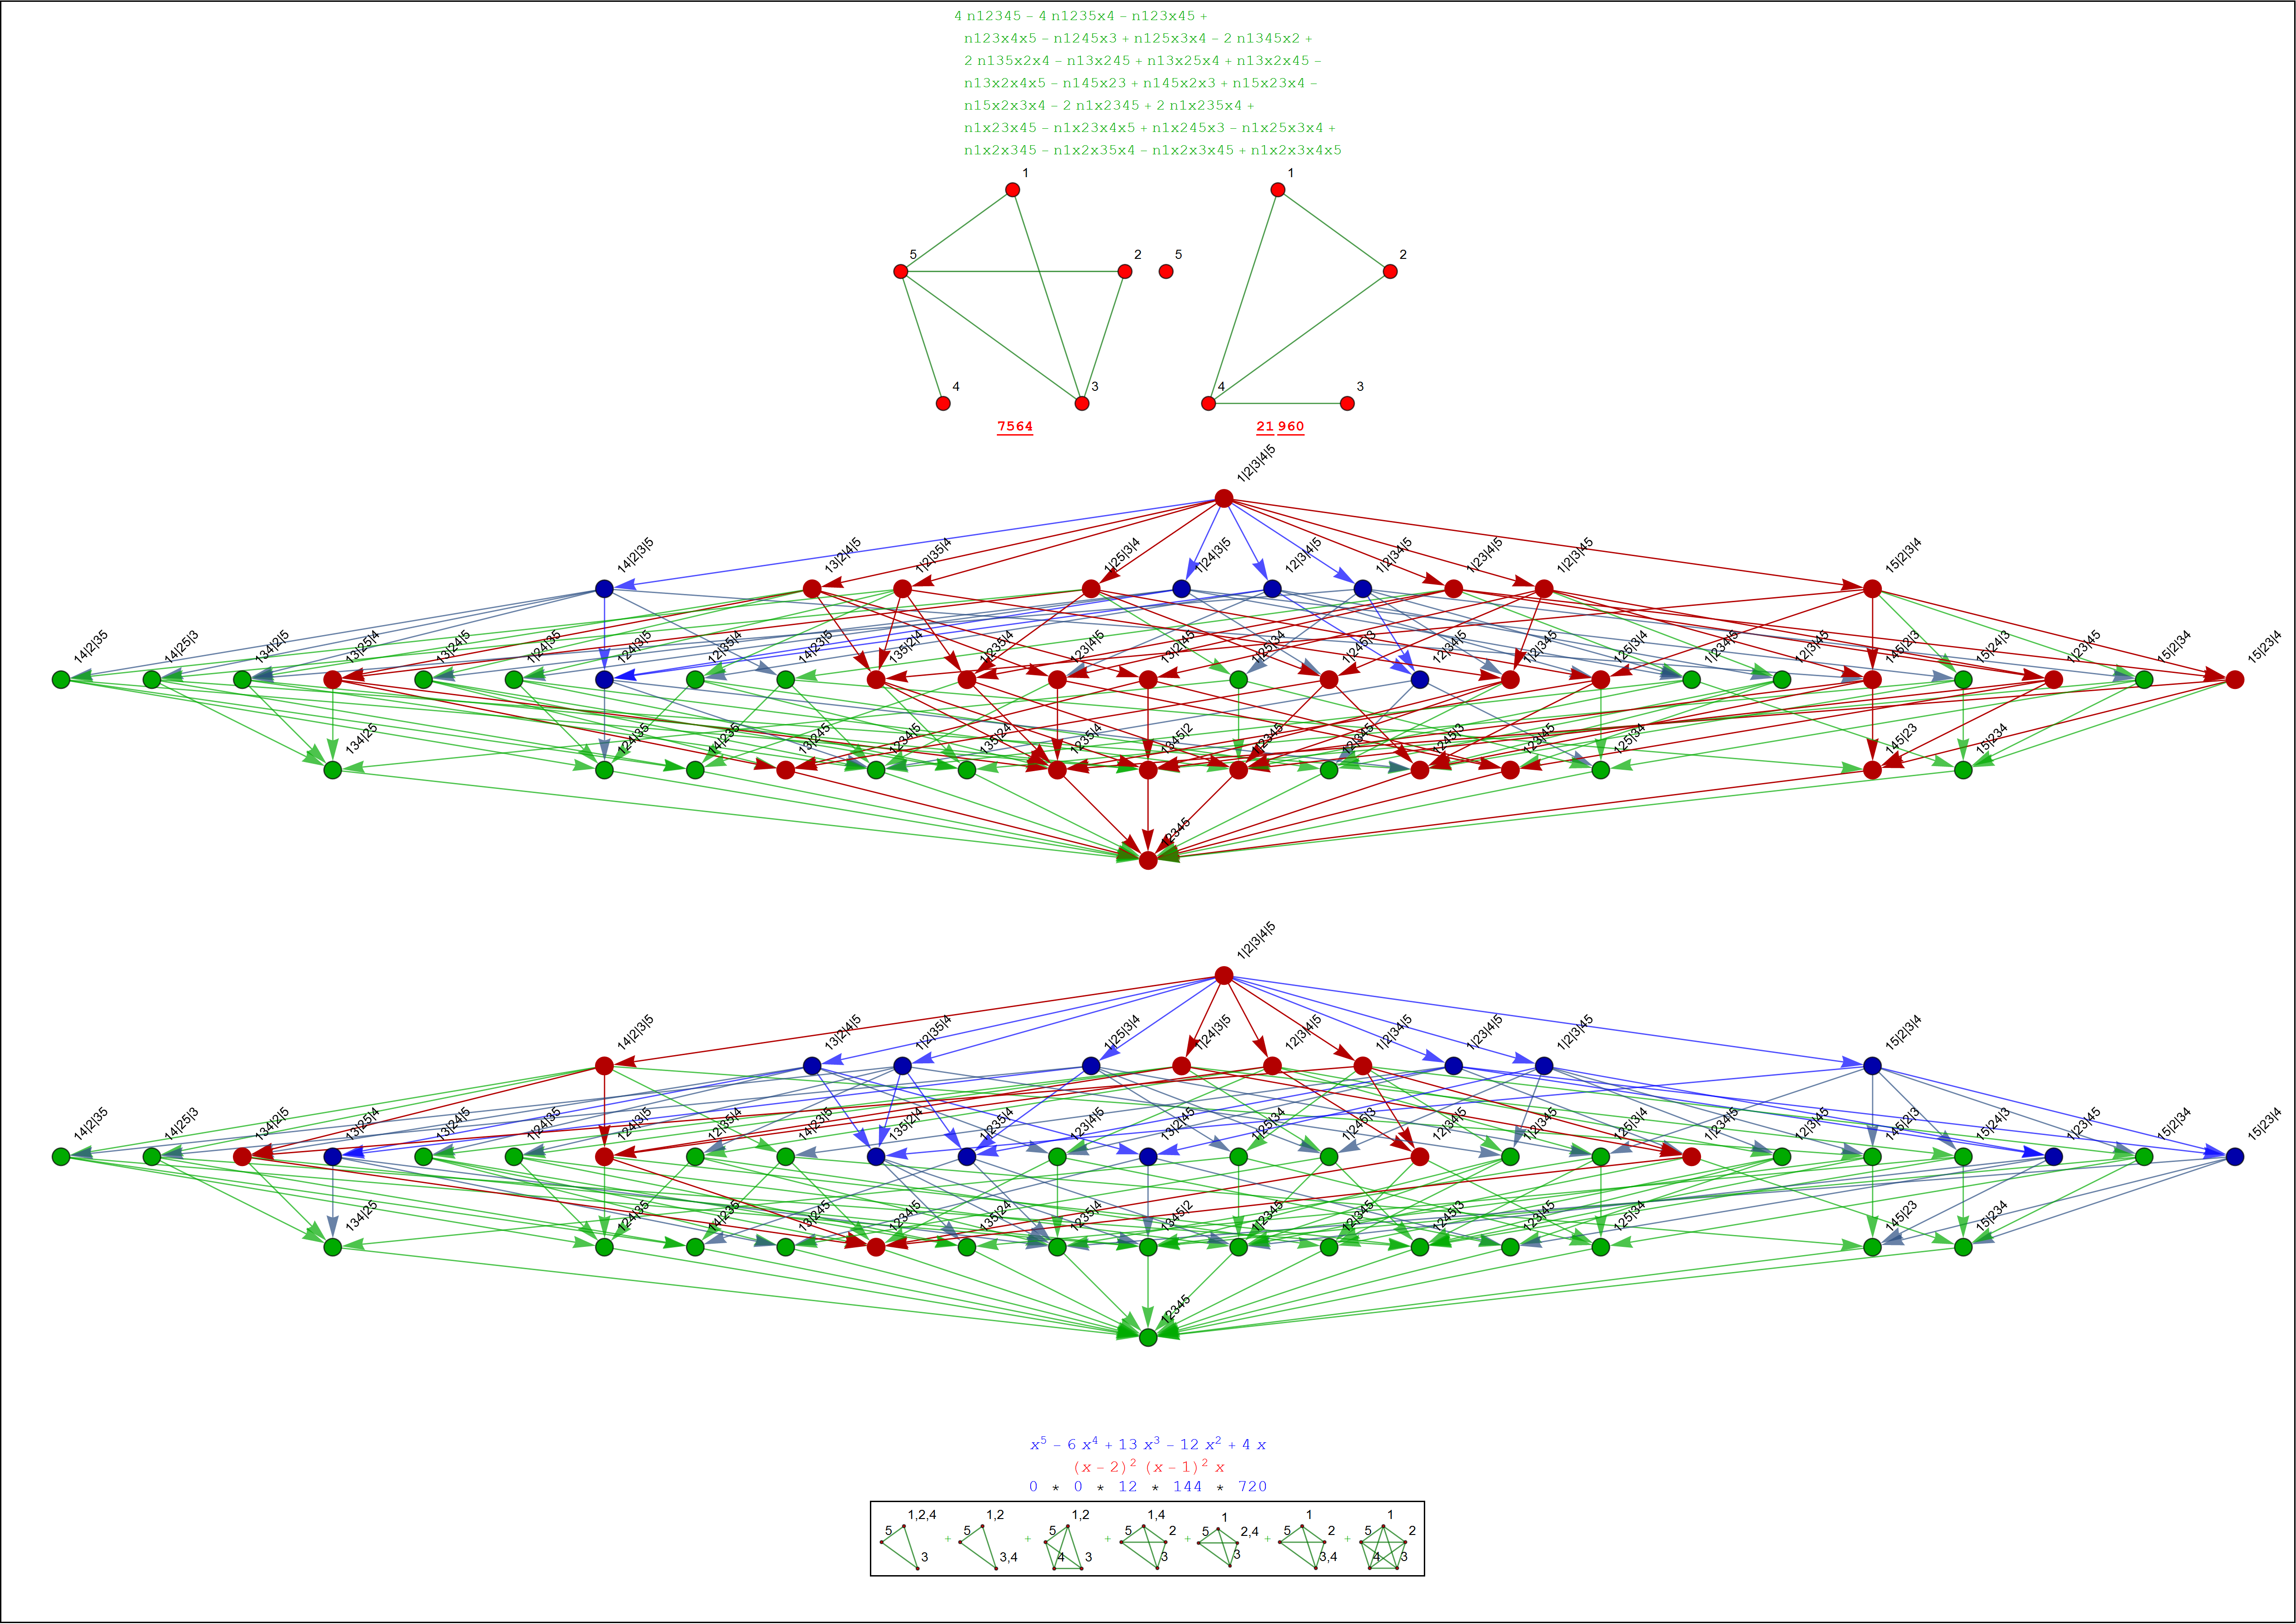 4 n12345 − 4 n1235x4 − n123x45 +
n123x4x5 − n1245x3 + n125x3x4 − 2 n1345x2 +
2 n135x2x4 − n13x245 + n13x25x4 + n13x2x45 −
n13x2x4x5 − n145x23 + n145x2x3 + n15x23x4 −
n15x2x3x4 − 2 n1x2345 + 2 n1x235x4 +
n1x23x45 − n1x23x4x5 + n1x245x3 − n1x25x3x4 +
n1x2x345 − n1x2x35x4 − n1x2x3x45 + n1x2x3x4x5
1 1
5 2 5 2
4 3 4 3
7564 21 960
1|2|3|4|5
14|2|3|5 13|2|4|5 1|2|35|4 1|25|3|4 1|24|3|5 12|3|4|5 1|2|34|5 1|23|4|5 1|2|3|45 15|2|3|4
14|2|35 14|25|3 134|2|5 13|25|4 13|24|5 1|24|35 124|3|5 12|35|4 14|23|5 135|2|4 1|235|4 123|4|5 13|2|45 1|25|34 1|245|3 12|34|5 1|2|345 125|3|4 1|234|5 12|3|45 145|2|3 15|24|3 1|23|45 15|2|34 15|23|4
134|25 124|35 14|235 13|245 1234|5 135|24 1235|4 1345|2 1|2345 12|345 1245|3 123|45 125|34 145|23 15|234
12345
1|2|3|4|5
14|2|3|5 13|2|4|5 1|2|35|4 1|25|3|4 1|24|3|5 12|3|4|5 1|2|34|5 1|23|4|5 1|2|3|45 15|2|3|4
14|2|35 14|25|3 134|2|5 13|25|4 13|24|5 1|24|35 124|3|5 12|35|4 14|23|5 135|2|4 1|235|4 123|4|5 13|2|45 1|25|34 1|245|3 12|34|5 1|2|345 125|3|4 1|234|5 12|3|45 145|2|3 15|24|3 1|23|45 15|2|34 15|23|4
134|25 124|35 14|235 13|245 1234|5 135|24 1235|4 1345|2 1|2345 12|345 1245|3 123|45 125|34 145|23 15|234
12345
x⁵ − 6 x⁴ + 13 x³ − 12 x² + 4 x
(x − 2)² (x − 1)² x
0 * 0 * 12 * 144 * 720
1,2,4 1,2 1,2 1,4 1 1 1
5 5 5 5 2 5 2,4 5 2 5 2
+ + + + + +
3 3,4 4 3 3 3 3,4 4 3